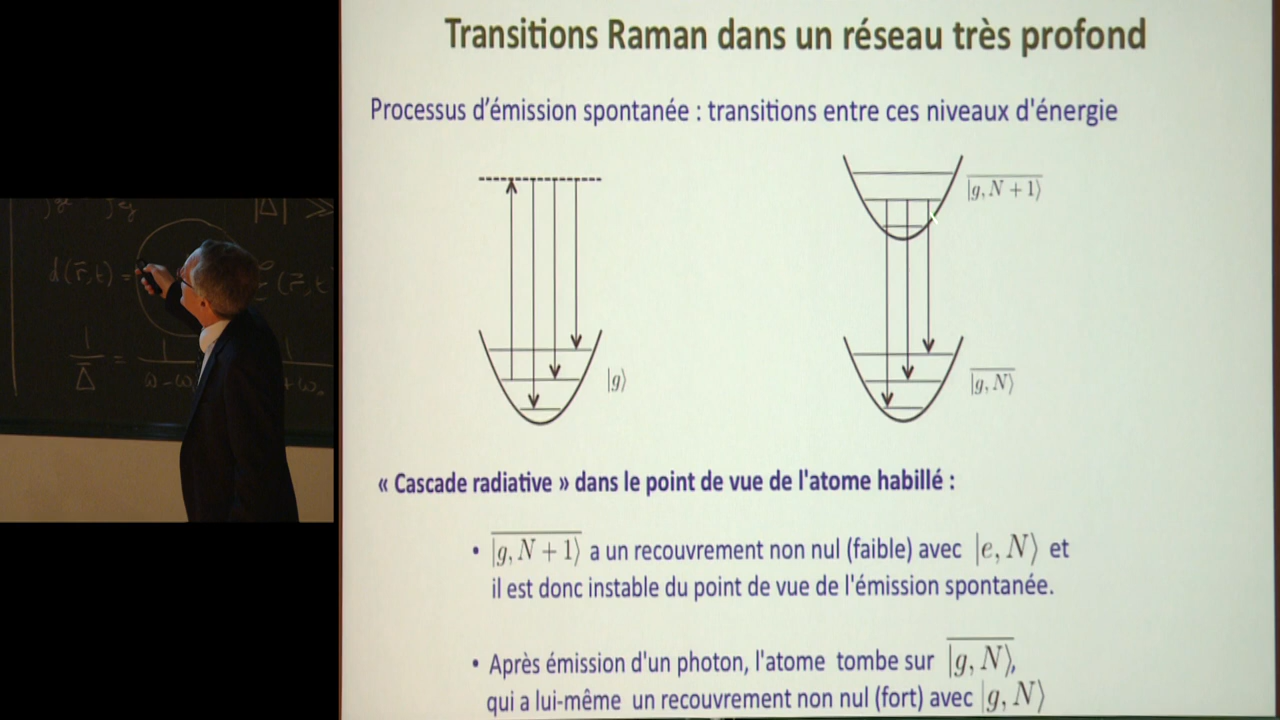 Transitions Raman dans un réseau très profond
Processus d'émission spontanée : transitions entre ces niveaux d'énergie
|g, N + 1⟩
|g⟩
|g, N⟩
« Cascade radiative » dans le point de vue de l'atome habillé :
• |g, N + 1⟩ a un recouvrement non nul (faible) avec |e, N⟩ et
il est donc instable du point de vue de l'émission spontanée.
• Après émission d'un photon, l'atome tombe sur |g, N⟩,
qui a lui-même un recouvrement non nul (fort) avec |g, N⟩
|Δ| ≫
d(r⃗,t) =
(r⃗,t
1/Δ̄ = 1/ω-ω
+ω₀